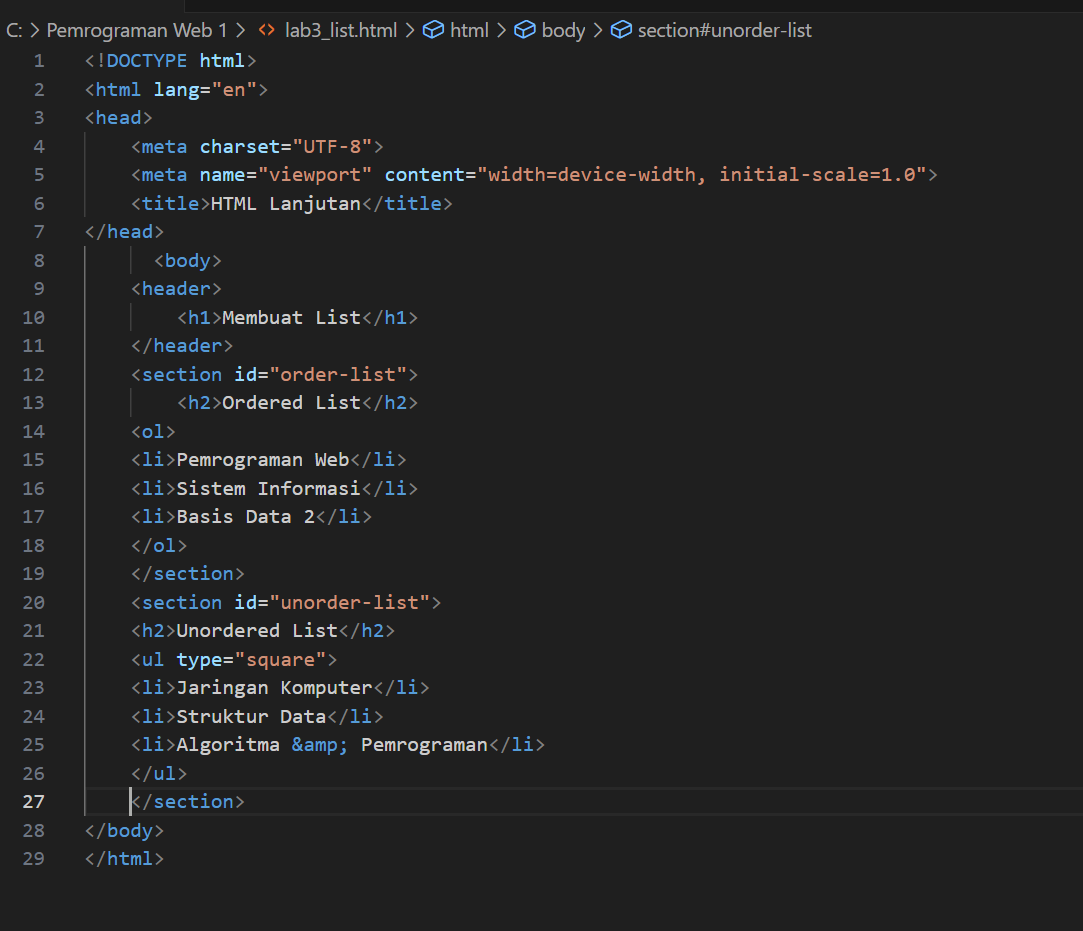 C: > Pemrograman Web 1 > <> lab3_list.html > html > body > section#unorder-list
1 <!DOCTYPE html>
2 <html lang="en">
3 <head>
4     <meta charset="UTF-8">
5     <meta name="viewport" content="width=device-width, initial-scale=1.0">
6     <title>HTML Lanjutan</title>
7 </head>
8       <body>
9     <header>
10         <h1>Membuat List</h1>
11     </header>
12     <section id="order-list">
13         <h2>Ordered List</h2>
14     <ol>
15     <li>Pemrograman Web</li>
16     <li>Sistem Informasi</li>
17     <li>Basis Data 2</li>
18     </ol>
19     </section>
20     <section id="unorder-list">
21     <h2>Unordered List</h2>
22     <ul type="square">
23     <li>Jaringan Komputer</li>
24     <li>Struktur Data</li>
25     <li>Algoritma &amp; Pemrograman</li>
26     </ul>
27     </section>
28 </body>
29 </html>